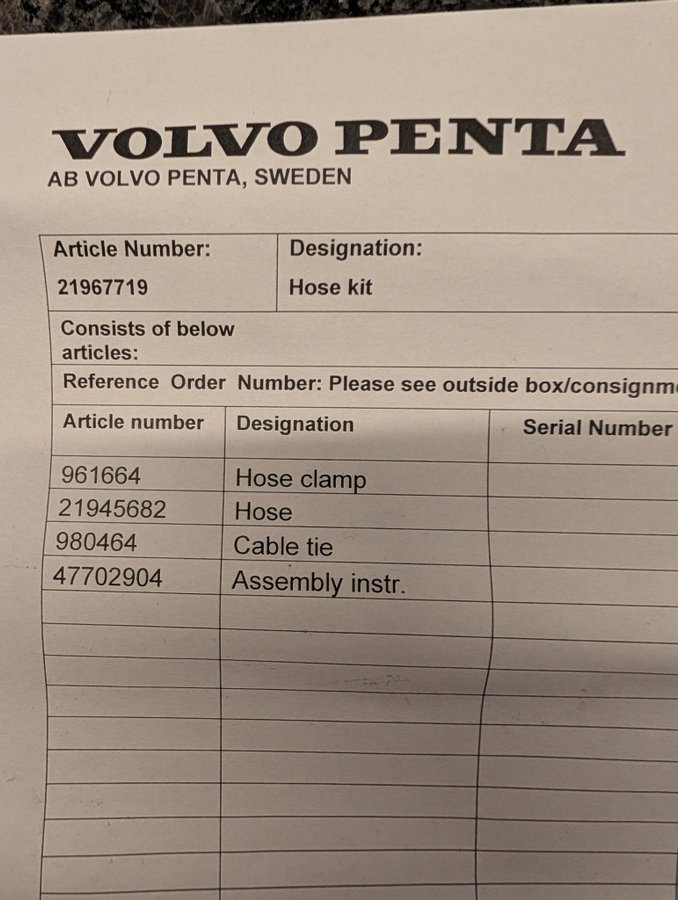 VOLVO PENTA
AB VOLVO PENTA, SWEDEN
Article Number: Designation:
21967719 Hose kit
Consists of below
articles:
Reference Order Number: Please see outside box/consignm
Article number Designation Serial Number
961664 Hose clamp
21945682 Hose
980464 Cable tie
47702904 Assembly instr.